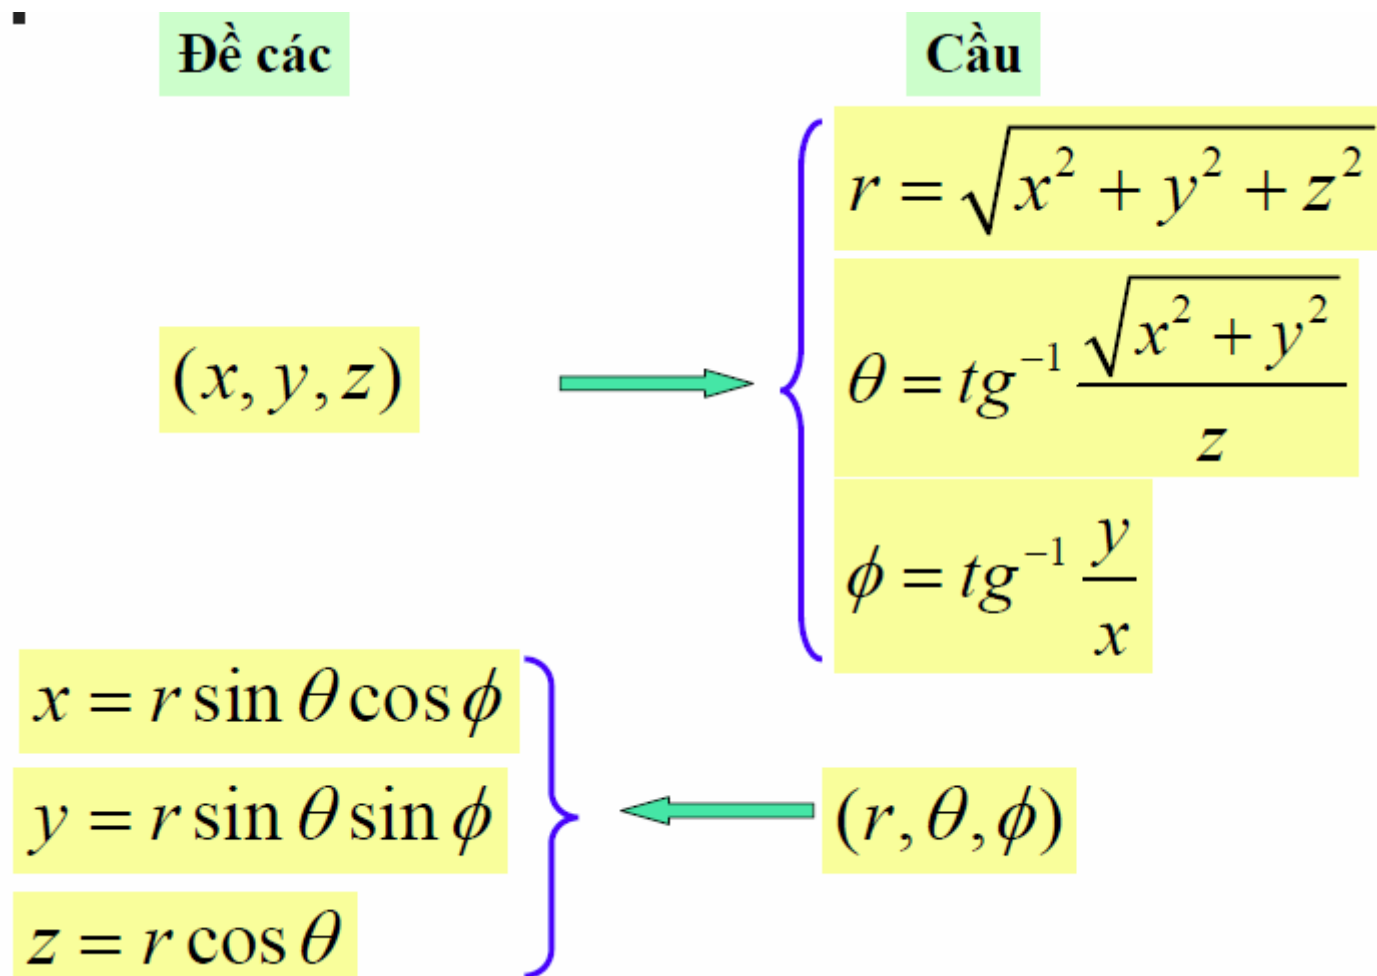 Đề các
Cầu
r = √(x² + y² + z²)
(x, y, z)
θ = tg⁻¹ √(x² + y²) / z
ϕ = tg⁻¹ y / x
x = r sin θ cos ϕ
y = r sin θ sin ϕ
(r, θ, ϕ)
z = r cos θ